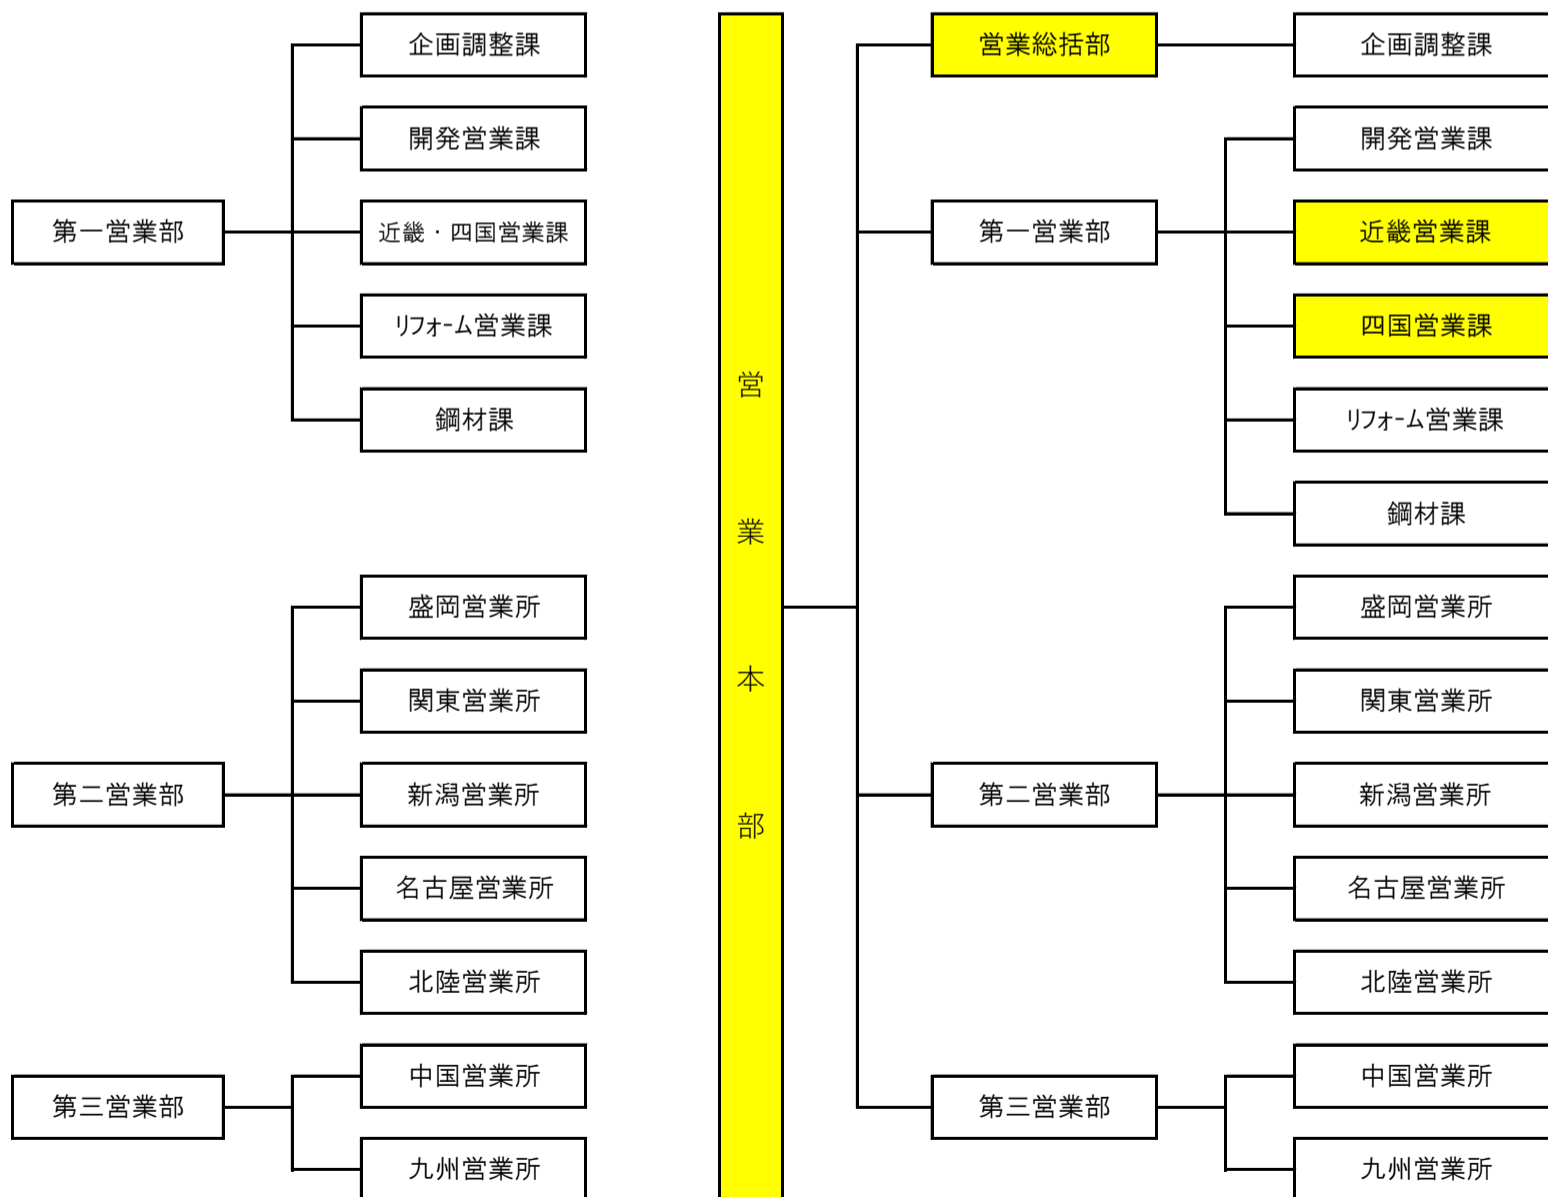 第一営業部
企画調整課
開発営業課
近畿・四国営業課
リフォーム営業課
鋼材課
第二営業部
盛岡営業所
関東営業所
新潟営業所
名古屋営業所
北陸営業所
第三営業部
中国営業所
九州営業所
営業本部
営業総括部
企画調整課
第一営業部
開発営業課
近畿営業課
四国営業課
リフォーム営業課
鋼材課
第二営業部
盛岡営業所
関東営業所
新潟営業所
名古屋営業所
北陸営業所
第三営業部
中国営業所
九州営業所